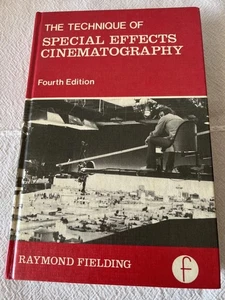 THE TECHNIQUE OF
SPECIAL EFFECTS
CINEMATOGRAPHY
Fourth Edition
RAYMOND FIELDING
f